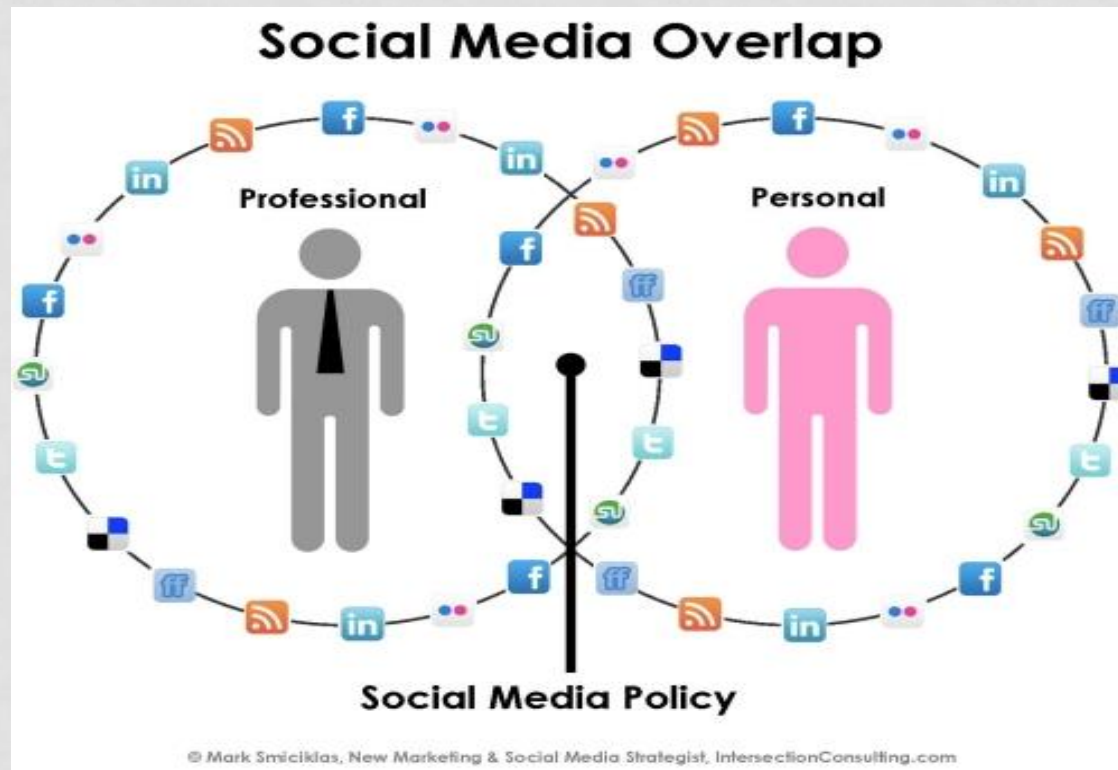 Social Media Overlap
Professional
Personal
Social Media Policy
© Mark Smiciklas, New Marketing & Social Media Strategist, IntersectionConsulting.com